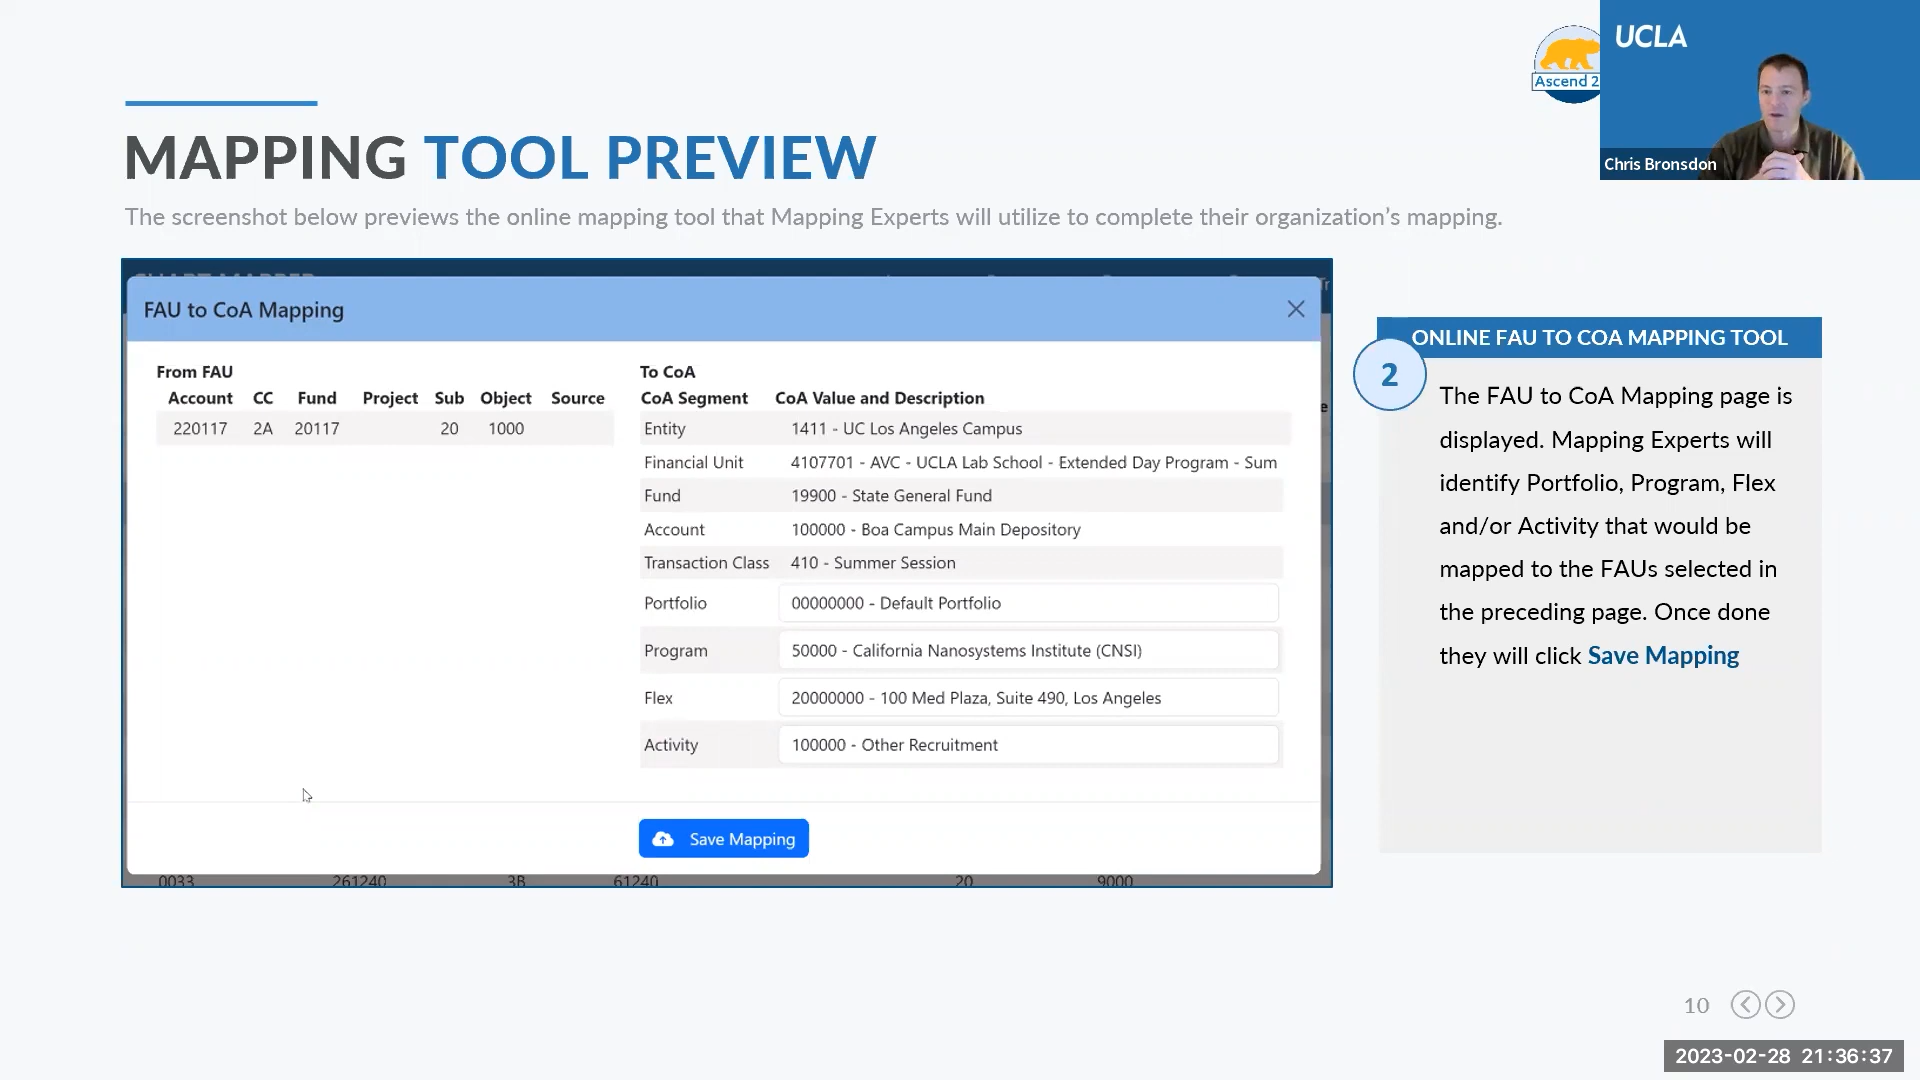 UCLA
Ascend 2
Chris Bronsdon
MAPPING TOOL PREVIEW
The screenshot below previews the online mapping tool that Mapping Experts will utilize to complete their organization's mapping.
FAU to CoA Mapping
From FAU
Account CC Fund Project Sub Object Source
220117 2A 20117 20 1000
To CoA
CoA Segment CoA Value and Description
Entity 1411 - UC Los Angeles Campus
Financial Unit 4107701 - AVC - UCLA Lab School - Extended Day Program - Sum
Fund 19900 - State General Fund
Account 100000 - Boa Campus Main Depository
Transaction Class 410 - Summer Session
Portfolio 00000000 - Default Portfolio
Program 50000 - California Nanosystems Institute (CNSI)
Flex 20000000 - 100 Med Plaza, Suite 490, Los Angeles
Activity 100000 - Other Recruitment
Save Mapping
0033 261240 3B 61240 20 9000
ONLINE FAU TO COA MAPPING TOOL
2
The FAU to CoA Mapping page is
displayed. Mapping Experts will
identify Portfolio, Program, Flex
and/or Activity that would be
mapped to the FAUs selected in
the preceding page. Once done
they will click Save Mapping
10
2023-02-28 21:36:37